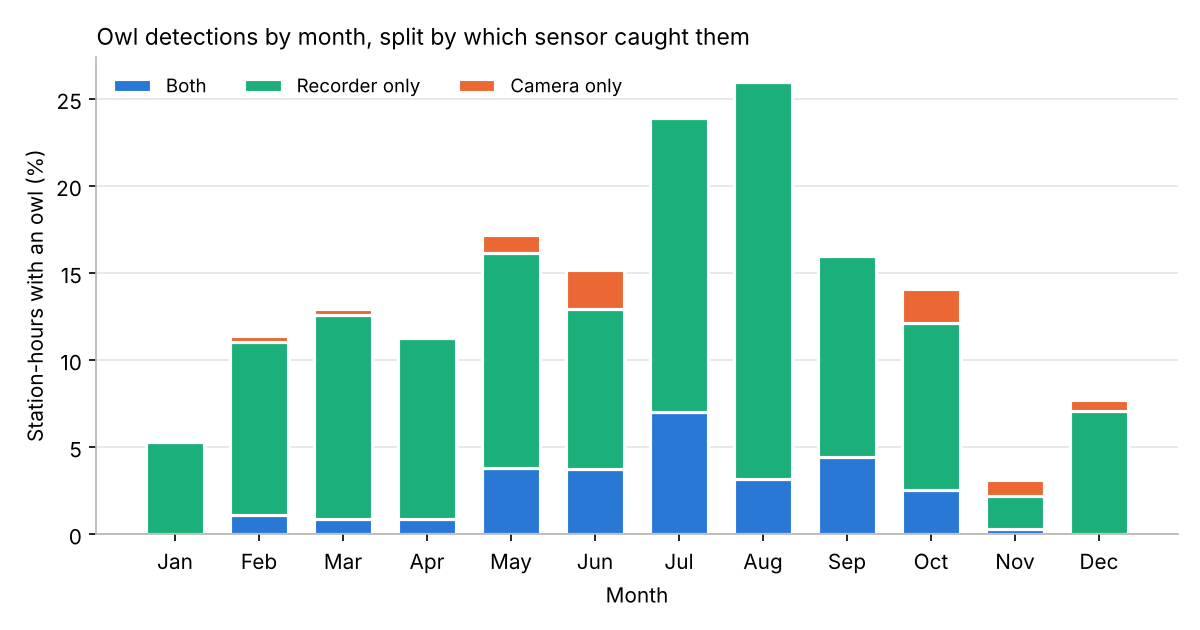 Owl detections by month, split by which sensor caught them
Both Recorder only Camera only
Station-hours with an owl (%)
25
20
15
10
5
0
Jan Feb Mar Apr May Jun Jul Aug Sep Oct Nov Dec
Month